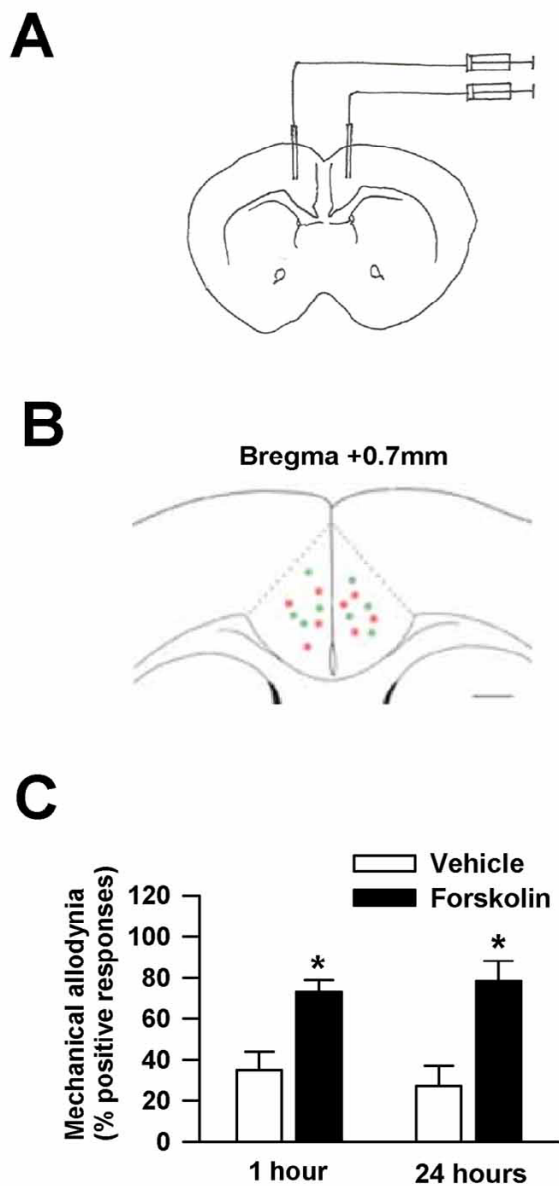 A
B
Bregma +0.7mm
C
Vehicle
Forskolin
Mechanical allodynia
(% positive responses)
120
100
80
60
40
20
0
*
*
1 hour
24 hours